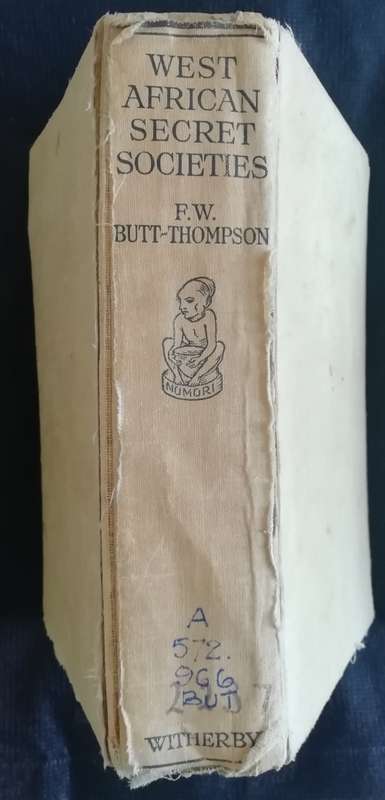 WEST
AFRICAN
SECRET
SOCIETIES
F.W.
BUTT-THOMPSON
NOMORI
A
572.
966
BUT
WITHERBY